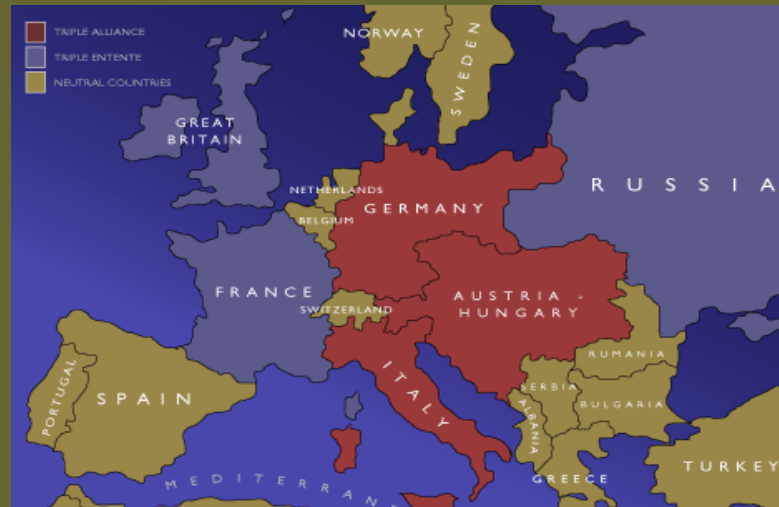 TRIPLE ALLIANCE
TRIPLE ENTENTE
NEUTRAL COUNTRIES
NORWAY
SWEDEN
GREAT
BRITAIN
RUSSIA
NETHERLANDS
GERMANY
BELGIUM
FRANCE
SWITZERLAND
AUSTRIA -
HUNGARY
RUMANIA
ITALY
SERBIA
PORTUGAL
SPAIN
ALBANIA
BULGARIA
TURKEY
GREECE
MEDITERRAN